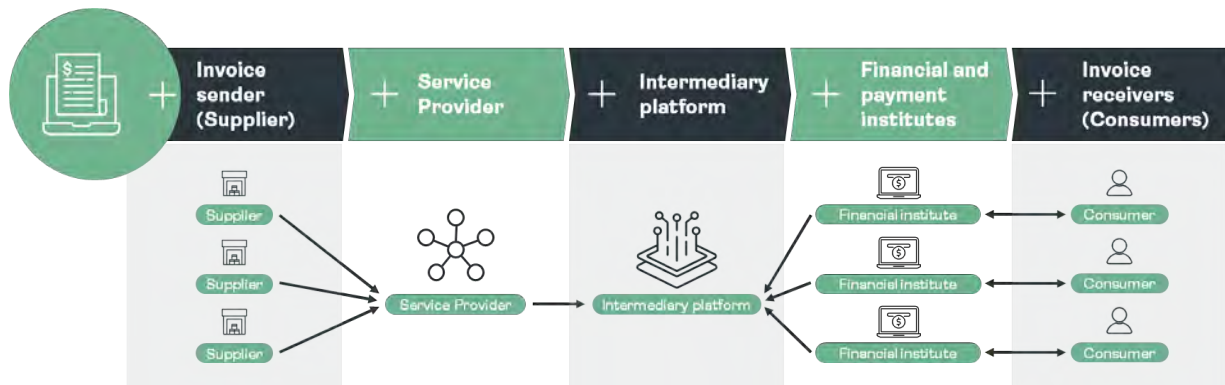 Invoice
sender
(Supplier)
Service
Provider
Intermediary
platform
Financial and
payment
institutes
Invoice
receivers
(Consumers)
Supplier
Supplier
Supplier
Service Provider
Intermediary platform
Financial institute
Financial institute
Financial institute
Consumer
Consumer
Consumer